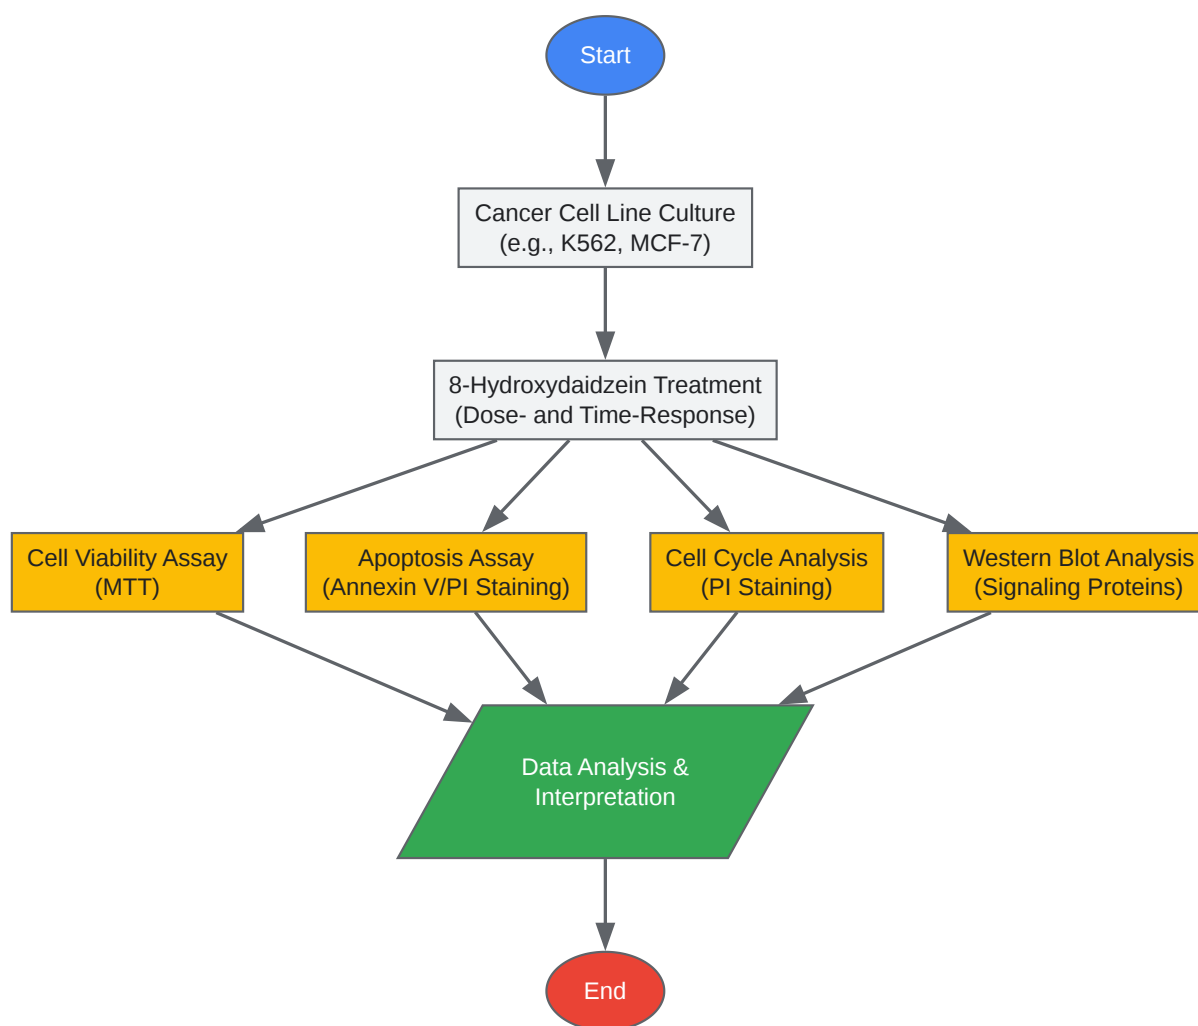 Start
Cancer Cell Line Culture
(e.g., K562, MCF-7)
8-Hydroxydaidzein Treatment
(Dose- and Time-Response)
Cell Viability Assay
(MTT)
Apoptosis Assay
(Annexin V/PI Staining)
Cell Cycle Analysis
(PI Staining)
Western Blot Analysis
(Signaling Proteins)
Data Analysis &
Interpretation
End